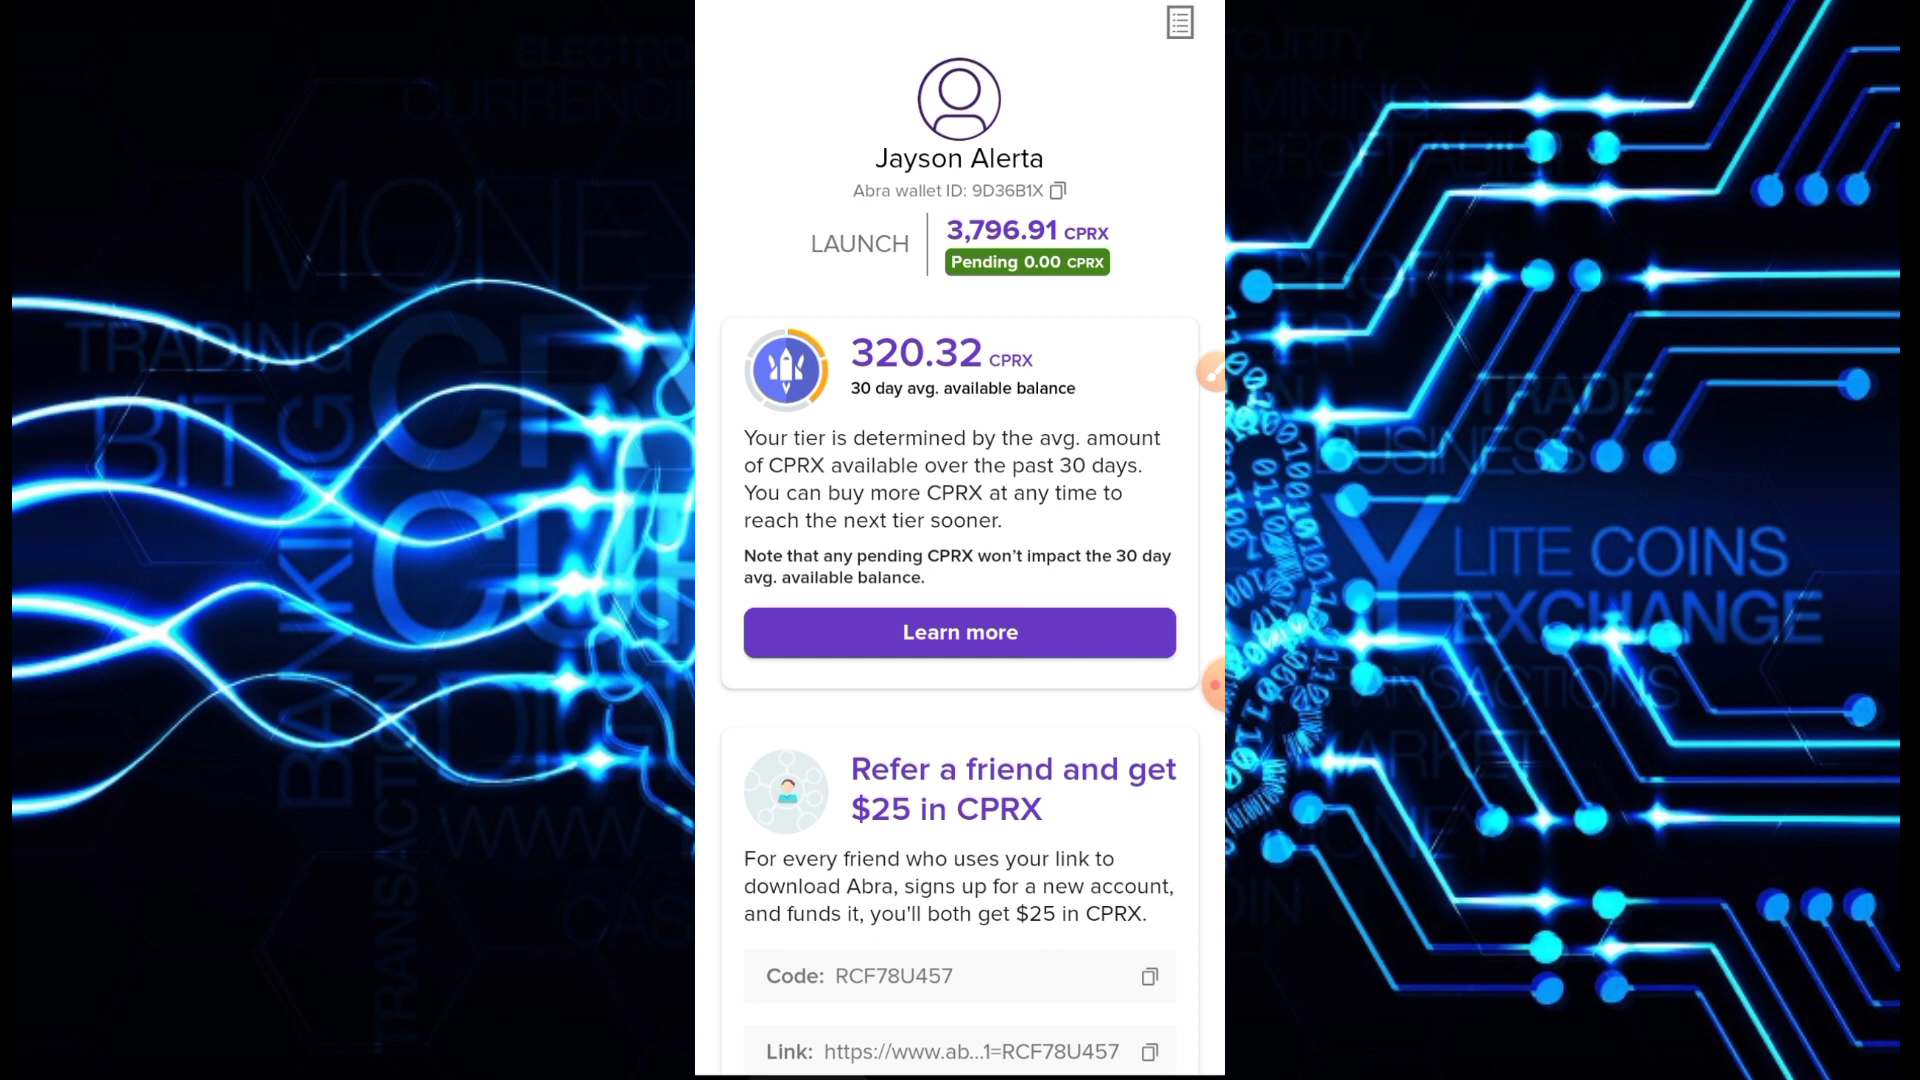 Jayson Alerta
Abra wallet ID: 9D36B1X
LAUNCH
3,796.91 CPRX
Pending 0.00 CPRX
320.32 CPRX
30 day avg. available balance
Your tier is determined by the avg. amount
of CPRX available over the past 30 days.
You can buy more CPRX at any time to
reach the next tier sooner.
Note that any pending CPRX won’t impact the 30 day
avg. available balance.
Learn more
Refer a friend and get
$25 in CPRX
For every friend who uses your link to
download Abra, signs up for a new account,
and funds it, you'll both get $25 in CPRX.
Code: RCF78U457
Link: https://www.ab...1=RCF78U457
MONEY
TRADING
BIT
BANKING
TRANSACTION
WWW
MINING
TRADE
BUSINESS
LITE COINS
EXCHANGE